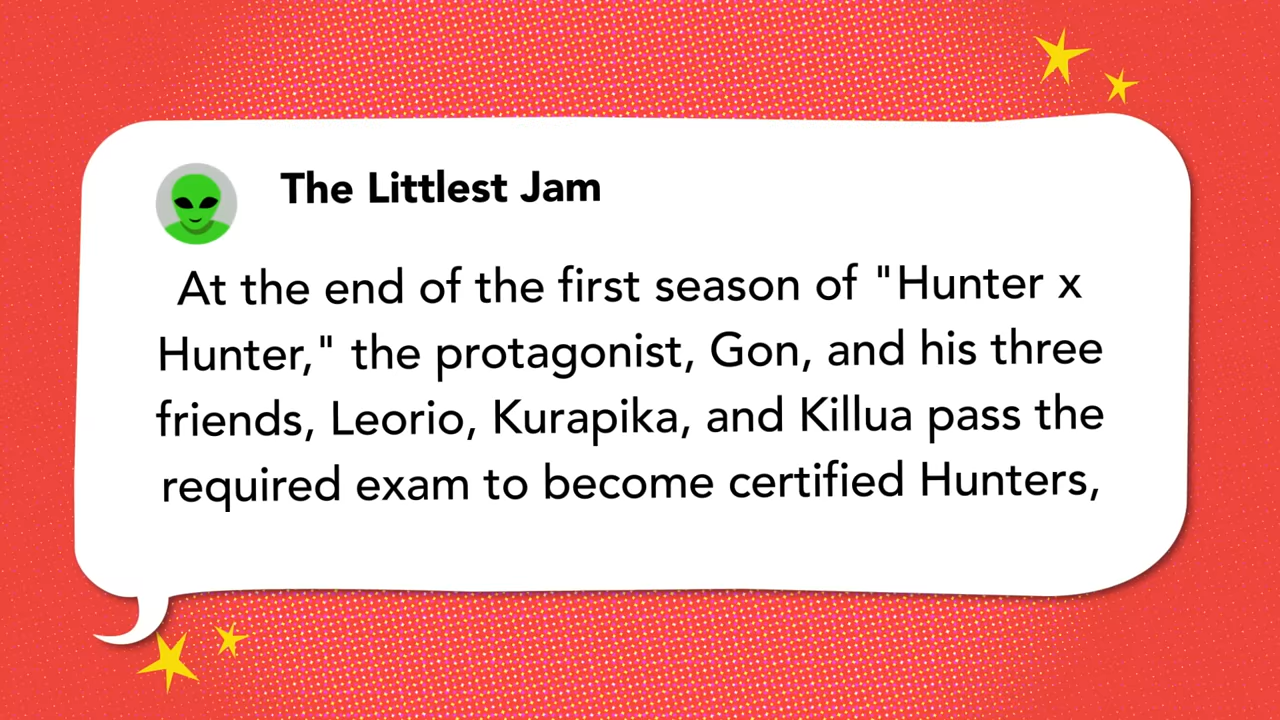 The Littlest Jam
At the end of the first season of "Hunter x
Hunter," the protagonist, Gon, and his three
friends, Leorio, Kurapika, and Killua pass the
required exam to become certified Hunters,